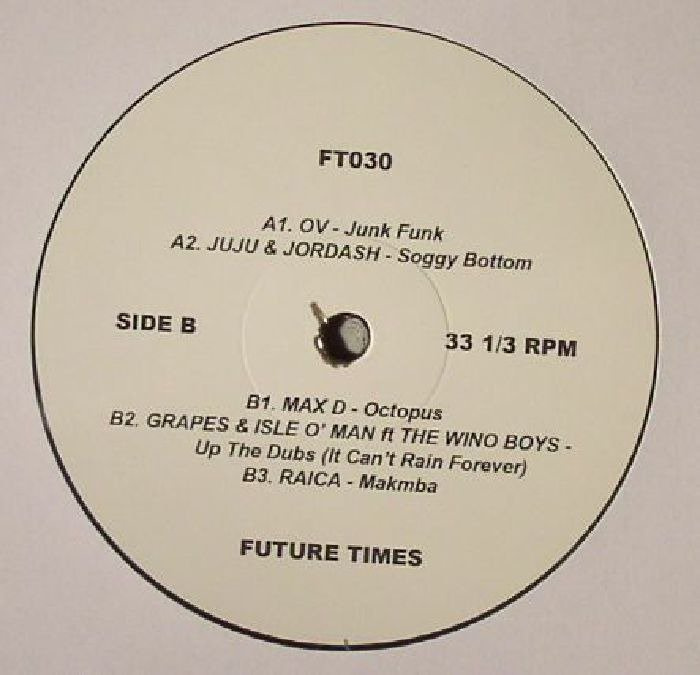 FT030
A1. OV - Junk Funk
A2. JUJU & JORDASH - Soggy Bottom
SIDE B
33 1/3 RPM
B1. MAX D - Octopus
B2. GRAPES & ISLE O' MAN ft THE WINO BOYS -
Up The Dubs (It Can't Rain Forever)
B3. RAICA - Makmba
FUTURE TIMES